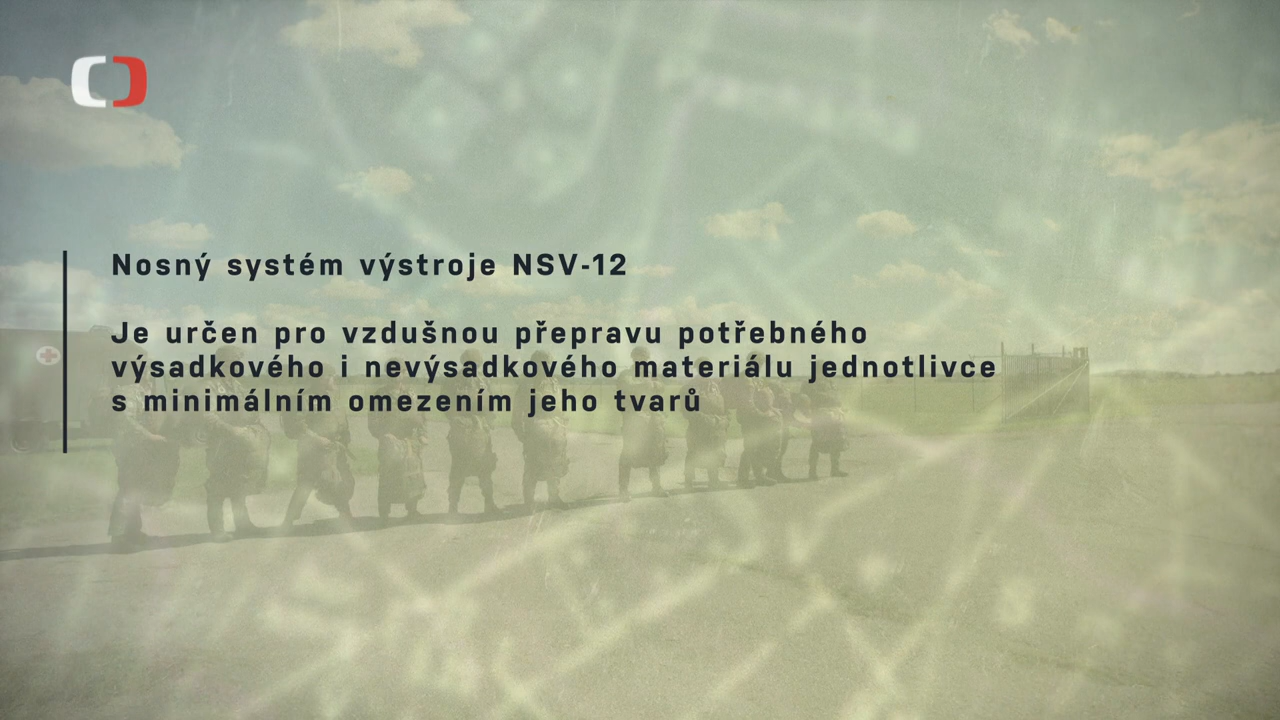 Nosný systém výstroje NSV-12
Je určen pro vzdušnou přepravu potřebného
výsadkového i nevýsadkového materiálu jednotlivce
s minimálním omezením jeho tvarů